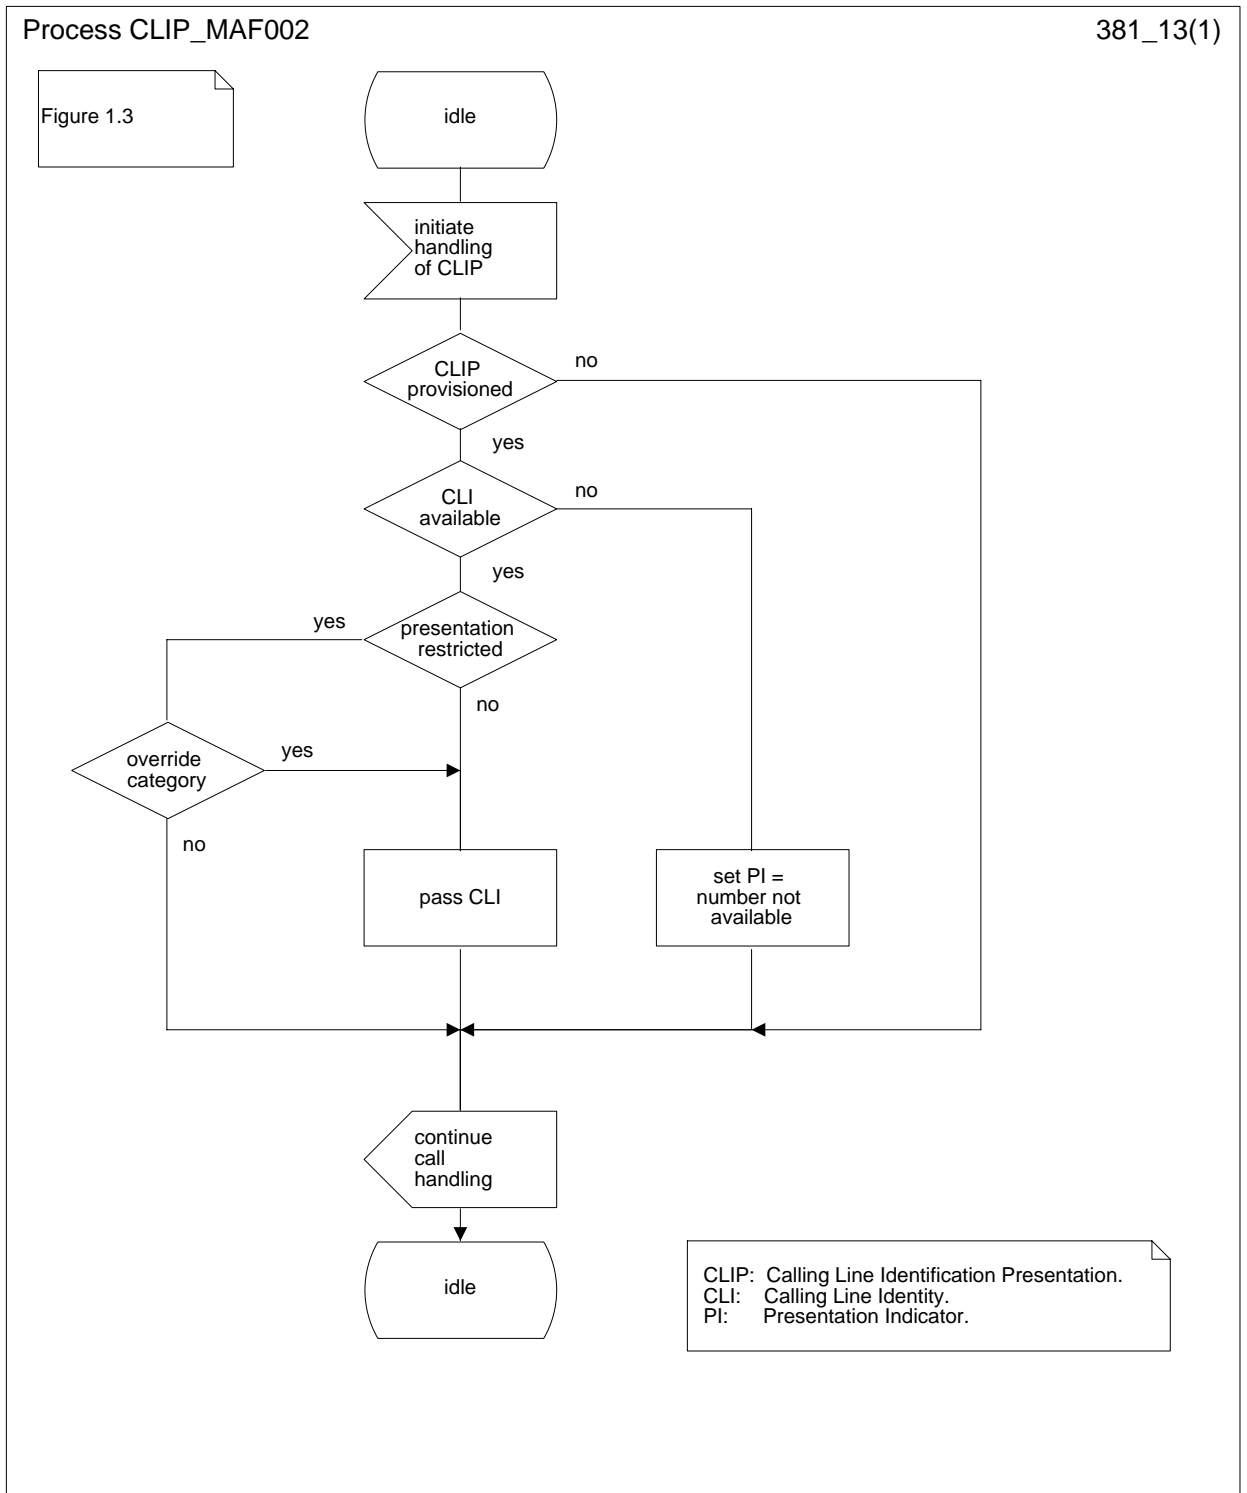 Process CLIP_MAF002
381_13(1)
Figure 1.3
idle
initiate
handling
of CLIP
CLIP
provisioned
no
yes
CLI
available
no
yes
presentation
restricted
yes
no
override
category
yes
no
pass CLI
set PI =
number not
available
continue
call
handling
idle
CLIP: Calling Line Identification Presentation.
CLI: Calling Line Identity.
PI: Presentation Indicator.